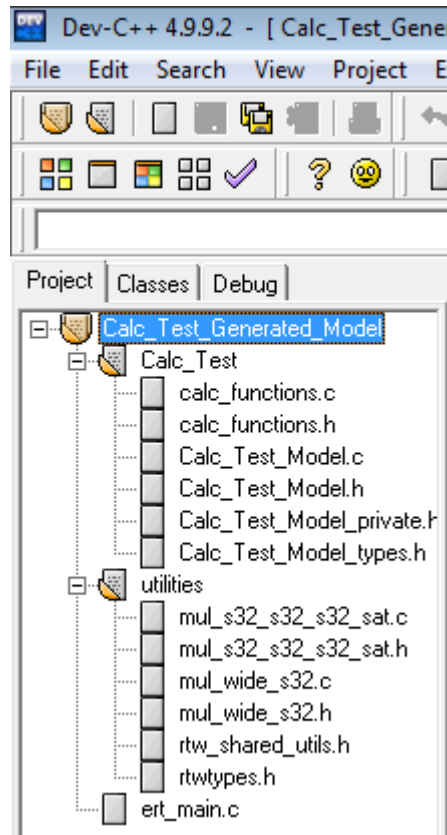 Dev-C++ 4.9.9.2 - [ Calc_Test_Gene
File Edit Search View Project E
Project Classes Debug
Calc_Test_Generated_Model
Calc_Test
calc_functions.c
calc_functions.h
Calc_Test_Model.c
Calc_Test_Model.h
Calc_Test_Model_private.h
Calc_Test_Model_types.h
utilities
mul_s32_s32_s32_sat.c
mul_s32_s32_s32_sat.h
mul_wide_s32.c
mul_wide_s32.h
rtw_shared_utils.h
rtwtypes.h
ert_main.c